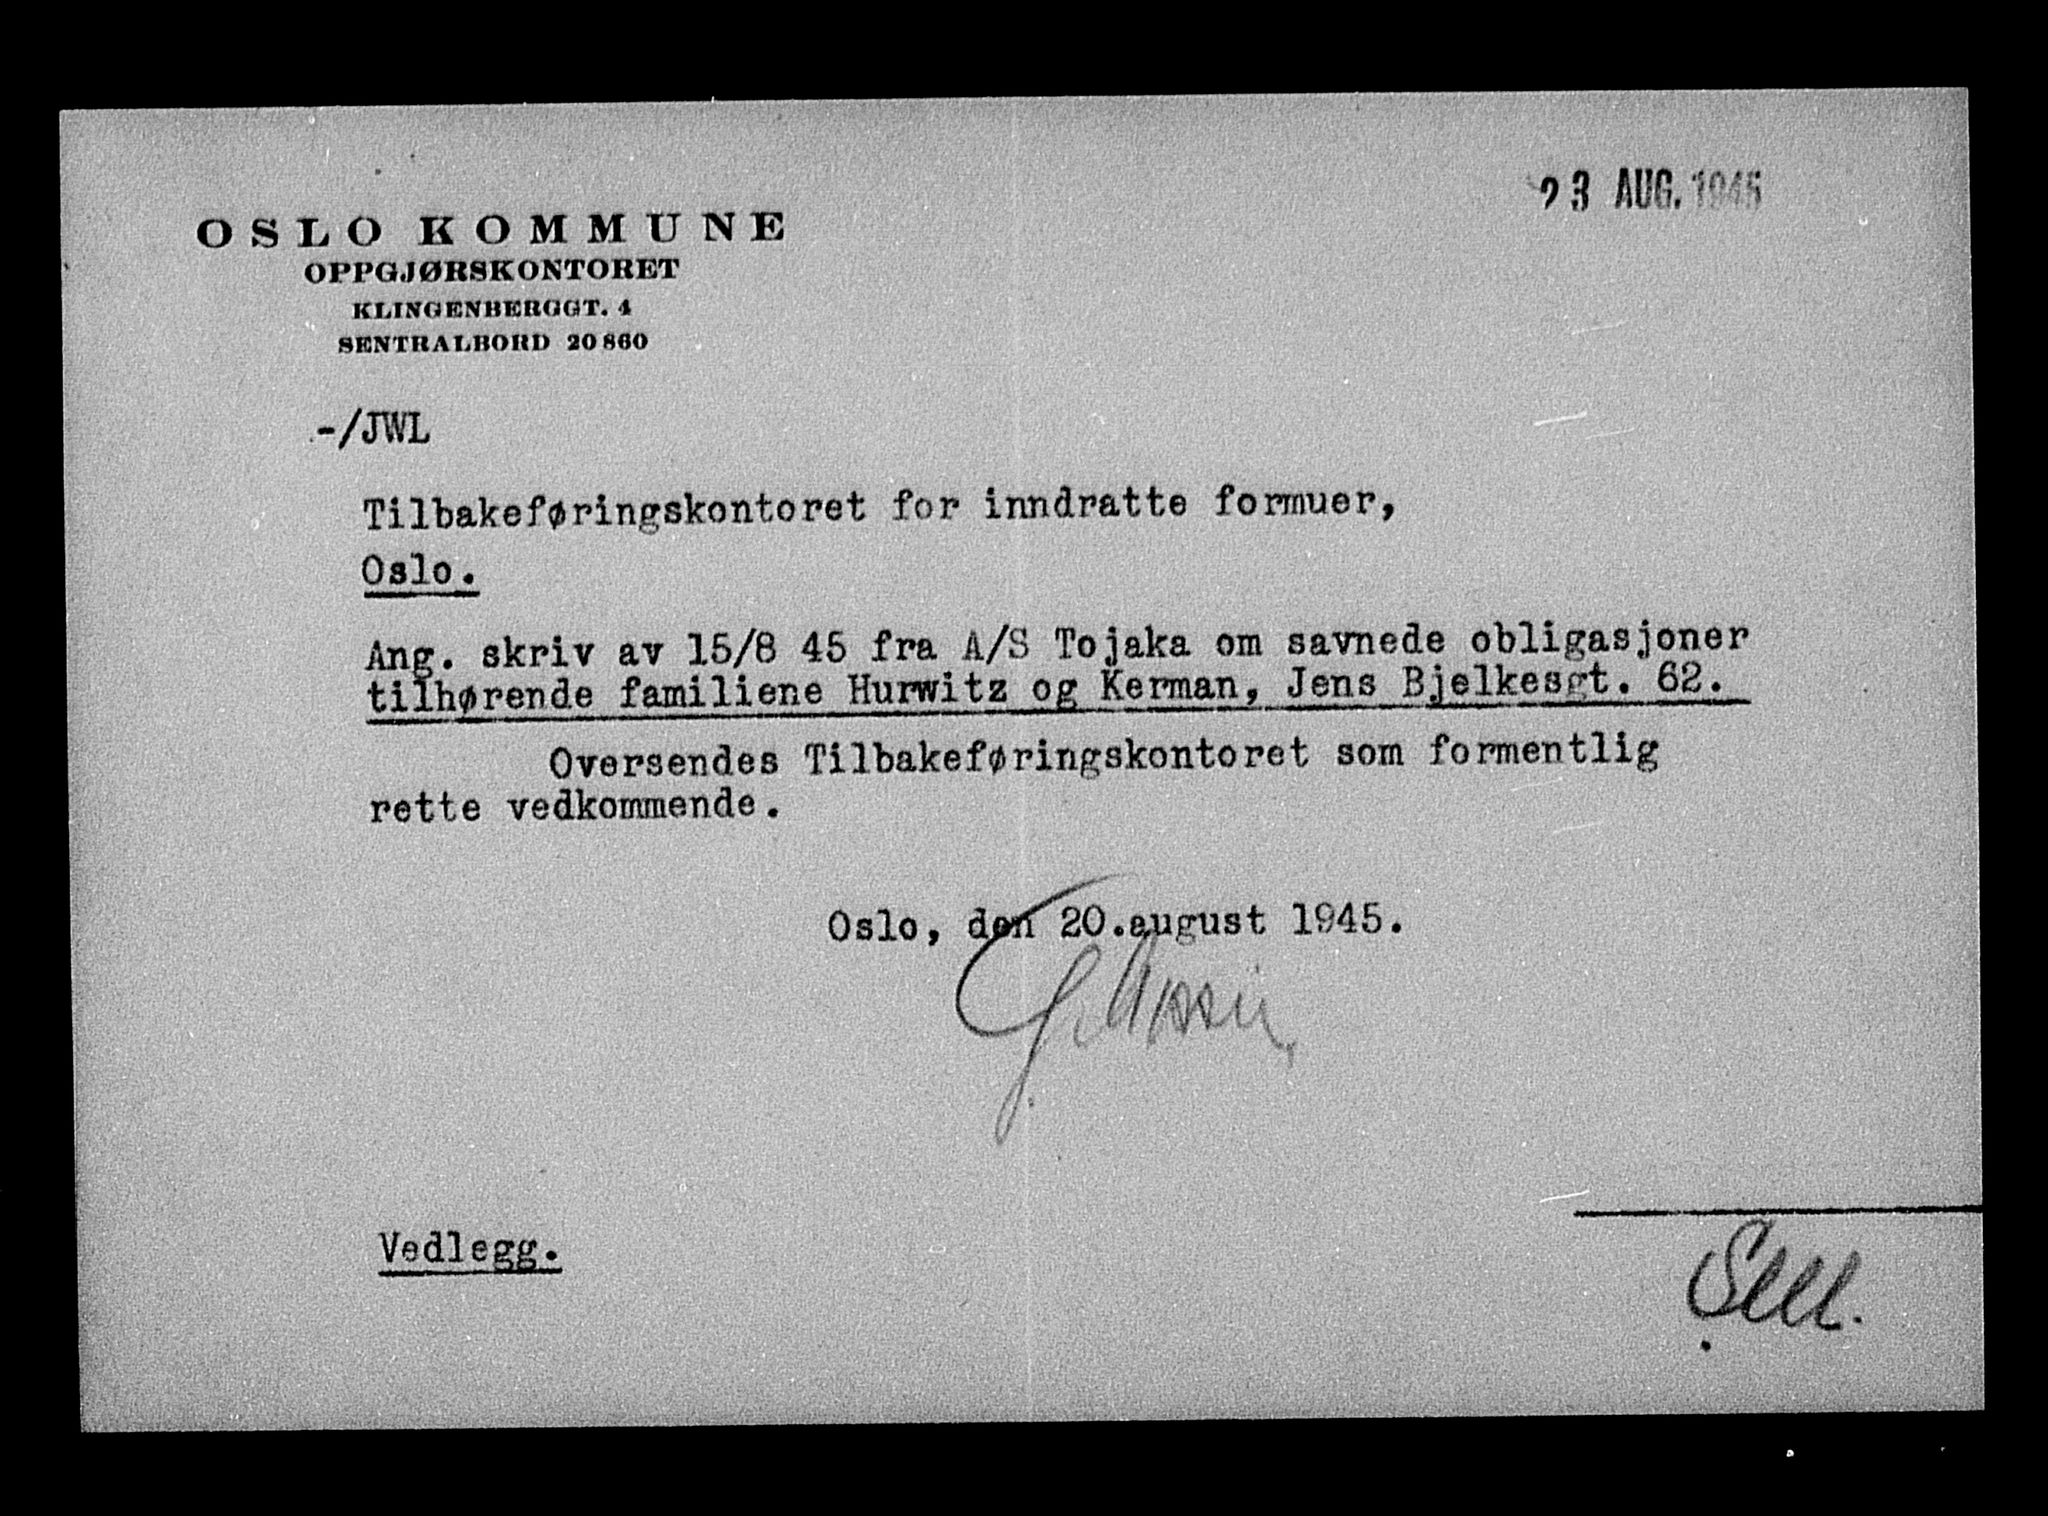 23 AUG. 1945
OSLO KOMMUNE
OPPGJØRSKONTORET
KLINGENBERGGT. 4
SENTRALBORD 20860
-/JWL
Tilbakeføringskontoret for inndratte formuer,
Oslo.
Ang. skriv av 15/8 45 fra A/S Tojaka om savnede obligasjoner
tilhørende familiene Hurwitz og Kerman, Jens Bjelkesgt. 62.
Oversendes Tilbakeføringskontoret som formentlig
rette vedkommende.
Oslo, den 20.august 1945.
Vedlegg.